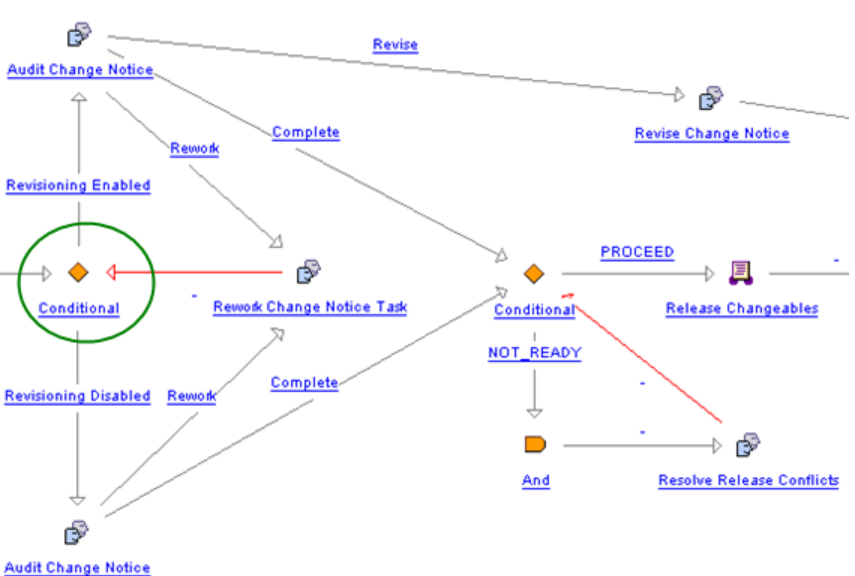 Revise
Audit Change Notice
Complete
Revise Change Notice
Rework
Revisioning Enabled
PROCEED
-
-
Conditional
Rework Change Notice Task
Conditional
Release Changeables
NOT_READY
Revisioning Disabled
Rework
Complete
-
-
And
Resolve Release Conflicts
Audit Change Notice